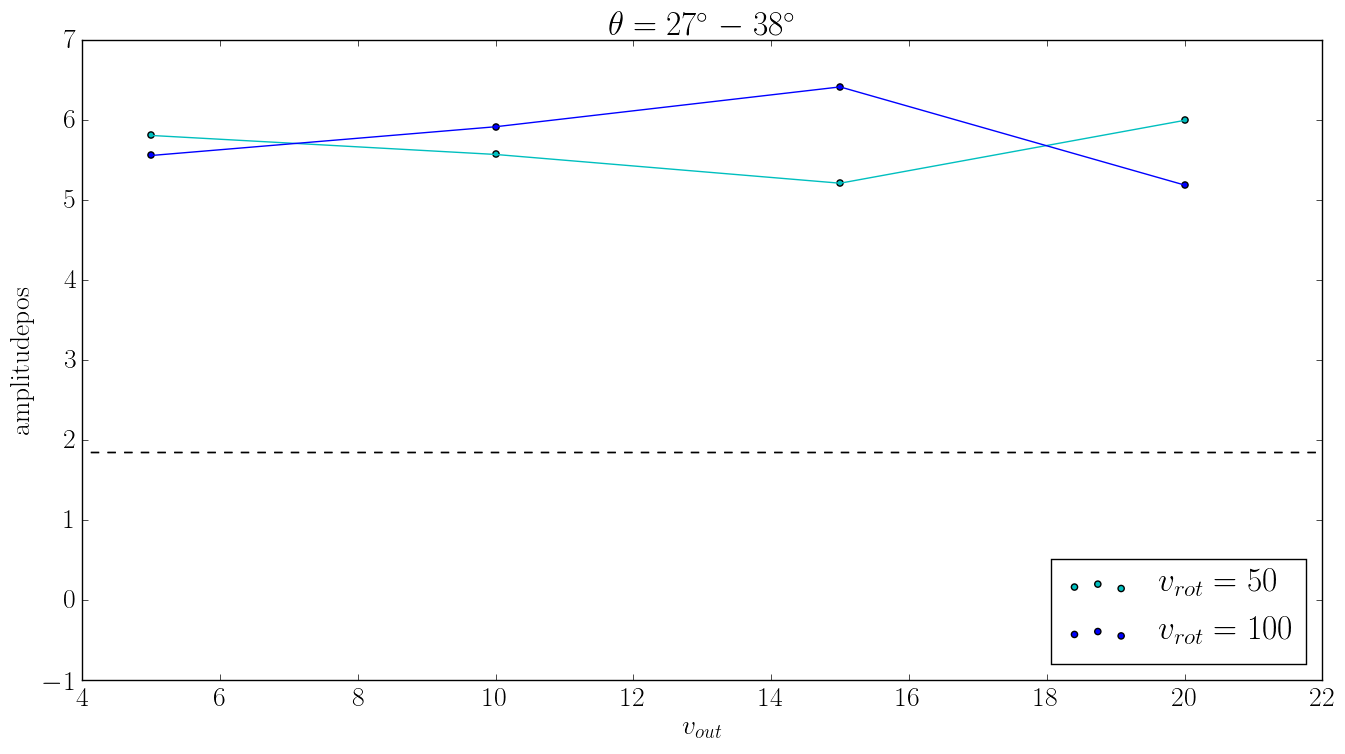 θ = 27° − 38°
7
6
5
4
3
2
1
0
−1
amplitudepos
4 6 8 10 12 14 16 18 20 22
v_out
v_rot = 50
v_rot = 100